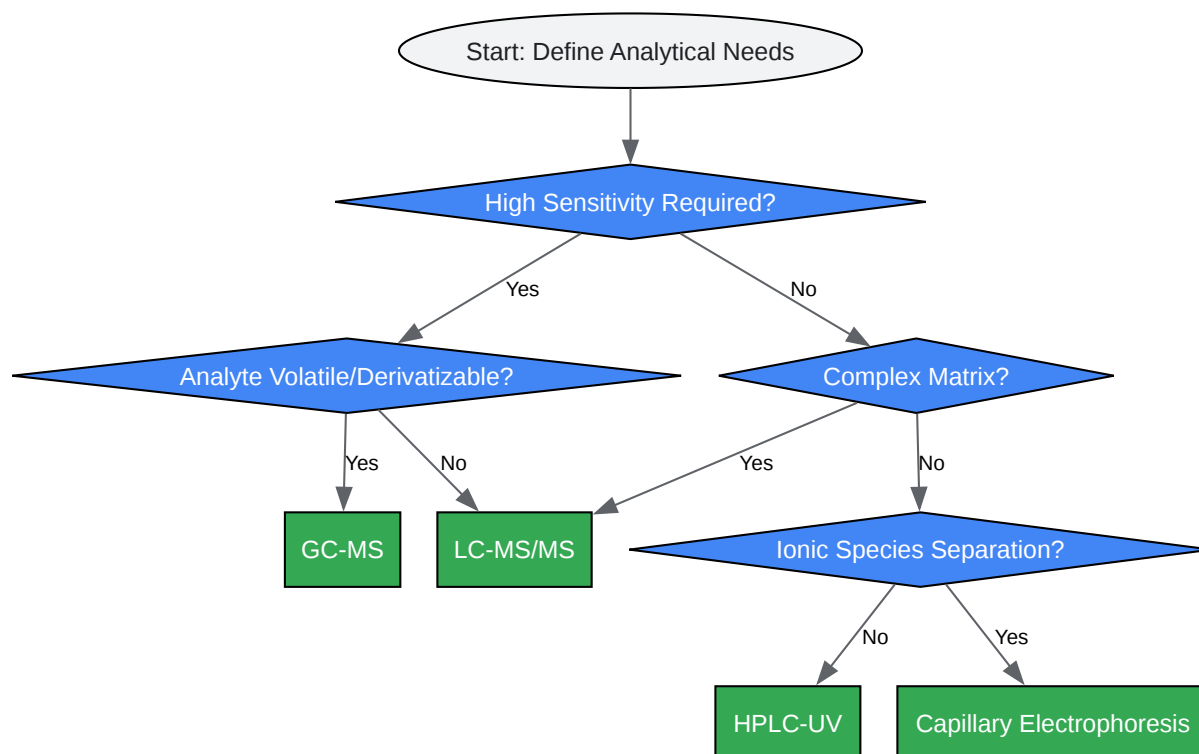 Start: Define Analytical Needs
High Sensitivity Required?
Yes
No
Analyte Volatile/Derivatizable?
Complex Matrix?
Yes
No
Yes
No
GC-MS
LC-MS/MS
Ionic Species Separation?
No
Yes
HPLC-UV
Capillary Electrophoresis